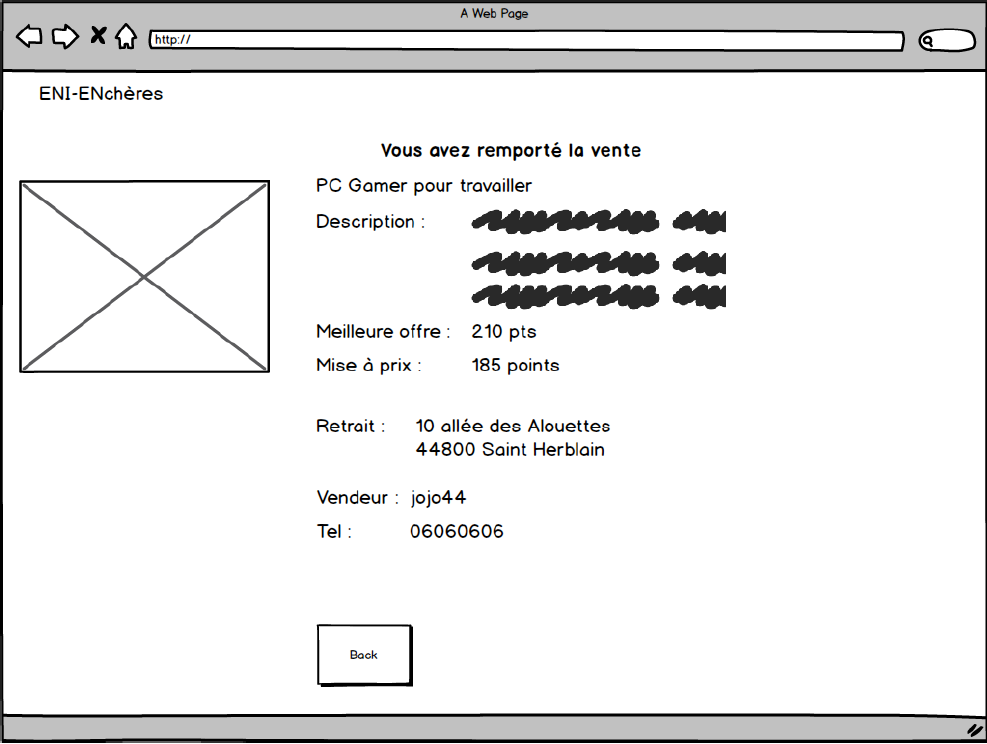 A Web Page
http://
ENI-ENchères
Vous avez remporté la vente
PC Gamer pour travailler
Description :
Meilleure offre : 210 pts
Mise à prix : 185 points
Retrait : 10 allée des Alouettes
44800 Saint Herblain
Vendeur : jojo44
Tel : 06060606
Back